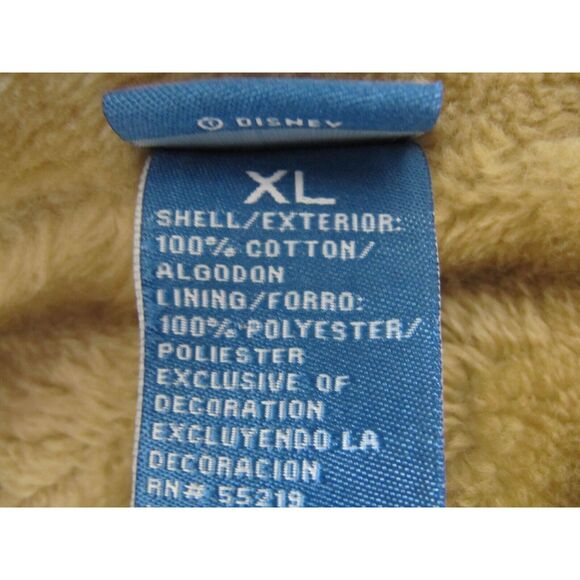 © DISNEY
XL
SHELL/EXTERIOR:
100% COTTON/
ALGODON
LINING/FORRO:
100% POLYESTER/
POLIESTER
EXCLUSIVE OF
DECORATION
EXCLUYENDO LA
DECORACION
RN# 55219